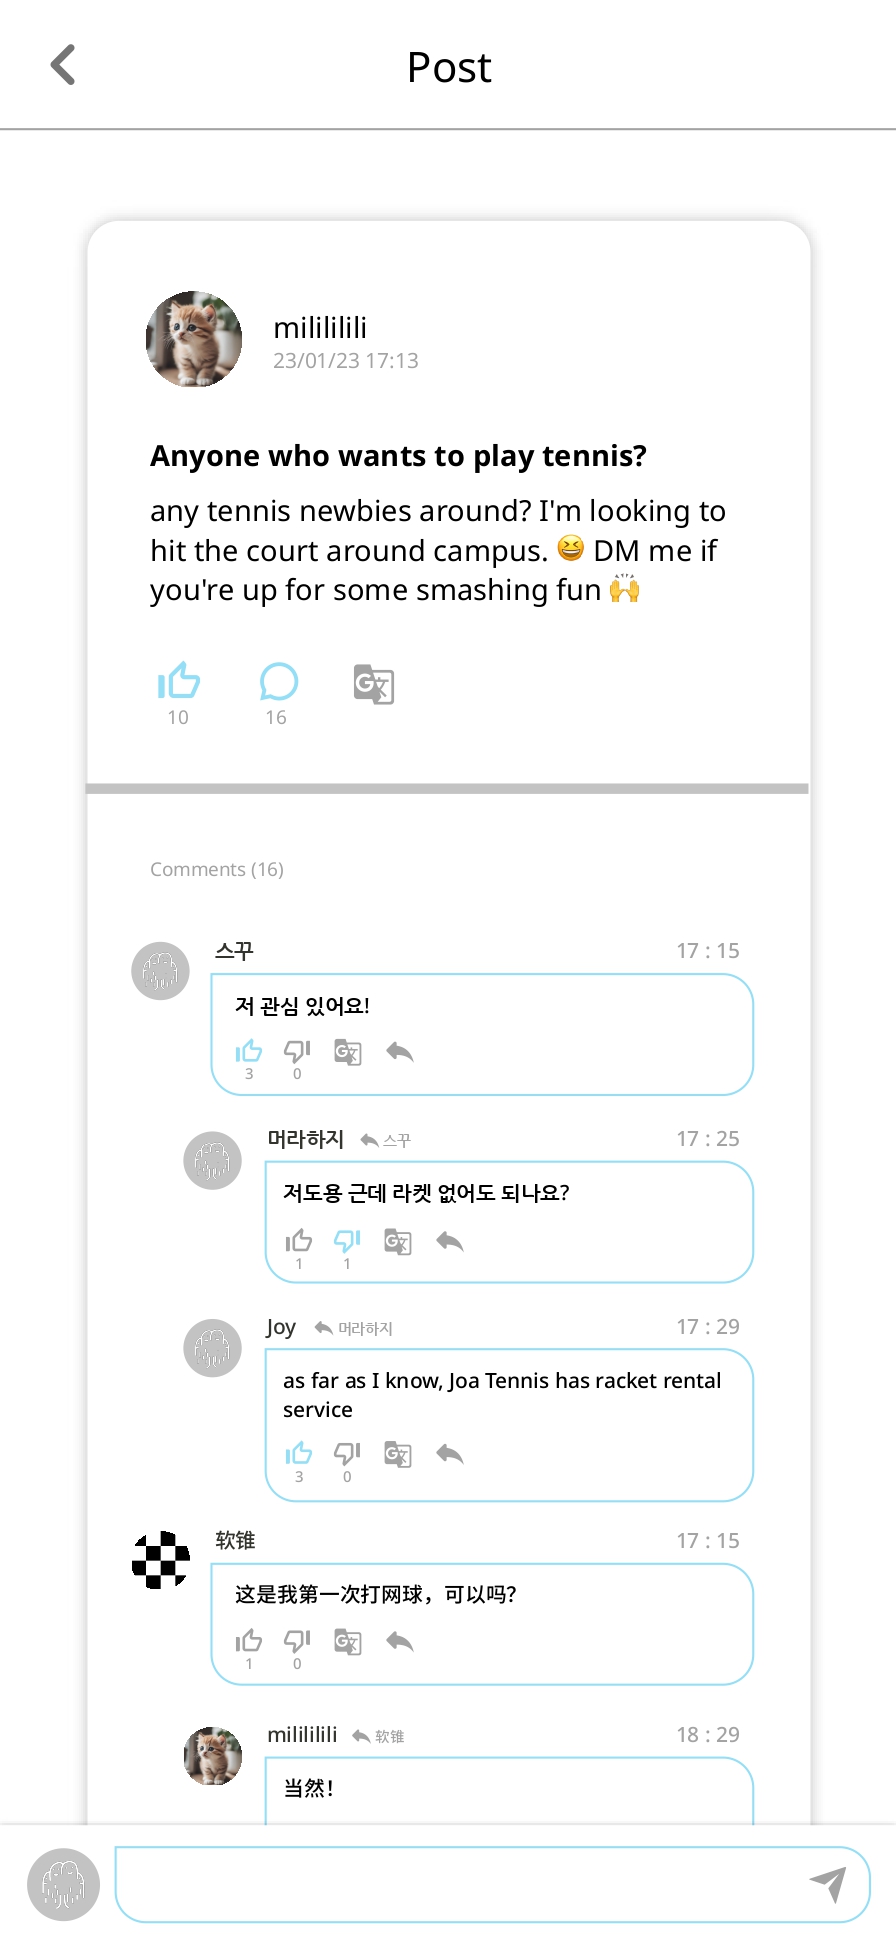 Post
milililili
23/01/23 17:13
Anyone who wants to play tennis?
any tennis newbies around? I'm looking to
hit the court around campus. 😆 DM me if
you're up for some smashing fun 🙌
10
16
Comments (16)
스꾸
17 : 15
저 관심 있어요!
3
0
머라하지
스꾸
17 : 25
저도용 근데 라켓 없어도 되나요?
1
1
Joy
머라하지
17 : 29
as far as I know, Joa Tennis has racket rental
service
3
0
软锥
17 : 15
这是我第一次打网球，可以吗?
1
0
milililili
软锥
18 : 29
当然！